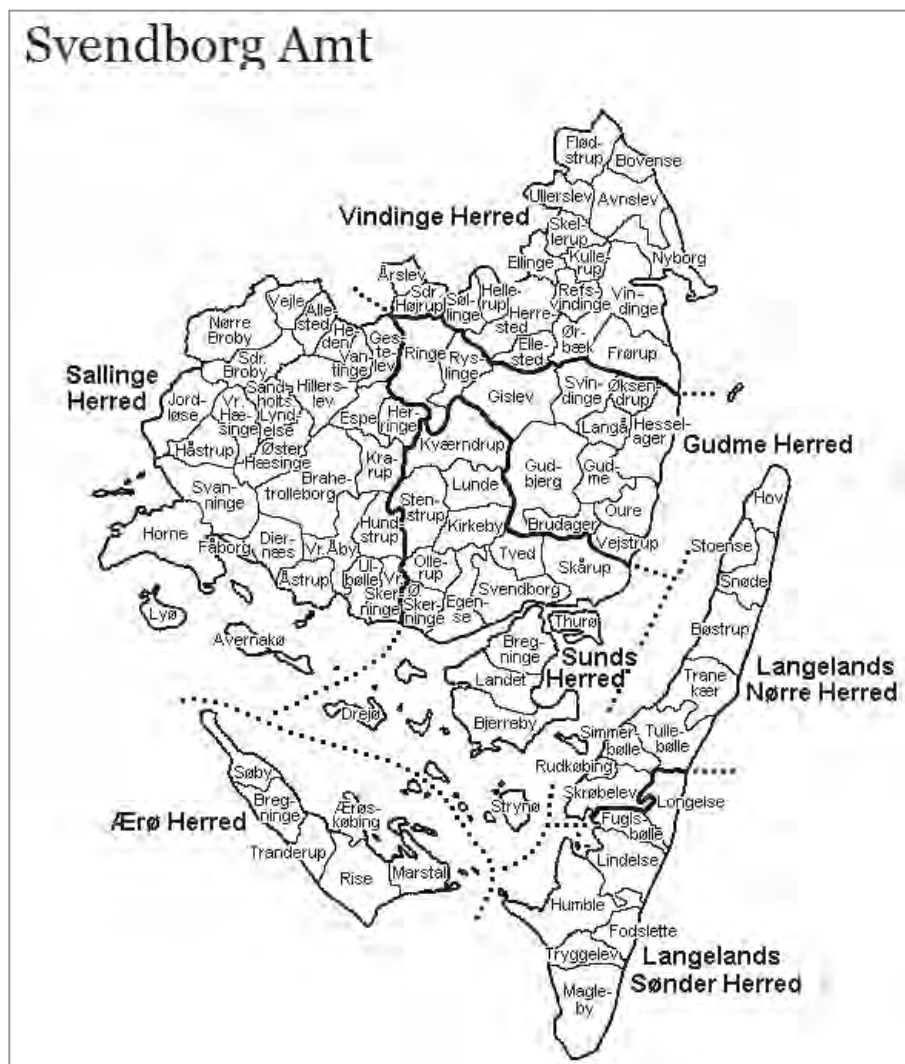 Svendborg Amt
Flød-
strup
Bovense
Ullerslev
Avnslev
Vindinge Herred
Skel-
lerup
Nyborg
Ellinge
Kulle-
rup
Årslev
Sdr.
Højrup
Søl-
linge
Helle-
rup
Herre-
sted
Refs-
vindinge
Vin-
dinge
Elle-
sted
Ør-
bæk
Frørup
Vejle
Alle-
sted
Nørre
Broby
He-
den
Van-
tinge
Ges-
te-
lev
Ringe
Rys-
linge
Sdr.
Broby
Sallinge
Herred
Sand-
holts
Lynd-
else
Hillers-
lev
Gislev
Svin-
dinge
Øksen-
drup
Jord-
løse
Vr.
Hæ-
singe
Espe
Her-
ringe
Langå
Hessel-
ager
Gudme Herred
Håstrup
Øster
Hæsinge
Kværndrup
Kra-
rup
Gud-
bjerg
Gud-
me
Svan-
ninge
Brahe-
trolleborg
Lunde
Hov
Sten-
strup
Kirkeby
Oure
Horne
Hund-
strup
Brudager
Vejstrup
Stoense
Fåborg
Dier-
næs
Vr. Åby
Tved
Skårup
Snøde
Åstrup
Ul-
bølle
Vr.
Sker-
ninge
Olle-
rup
Ø
Sker-
ninge
Egen-
se
Svendborg
Bøstrup
Lyø
Thurø
Avernakø
Breg-
ninge
Landet
Sunds
Herred
Langelands
Nørre Herred
Trane
kær
Drejø
Bjerreby
Simmer-
bølle
Tulle-
bølle
Rudkøbing
Søby
Breg-
ninge
Skrøbelev
Longelse
Ærøs-
købing
Strynø
Ærø Herred
Fugls-
bølle
Tranderup
Lindelse
Rise
Marstal
Humble
Fodslette
Tryggelev
Langelands
Sønder Herred
Magle-
by